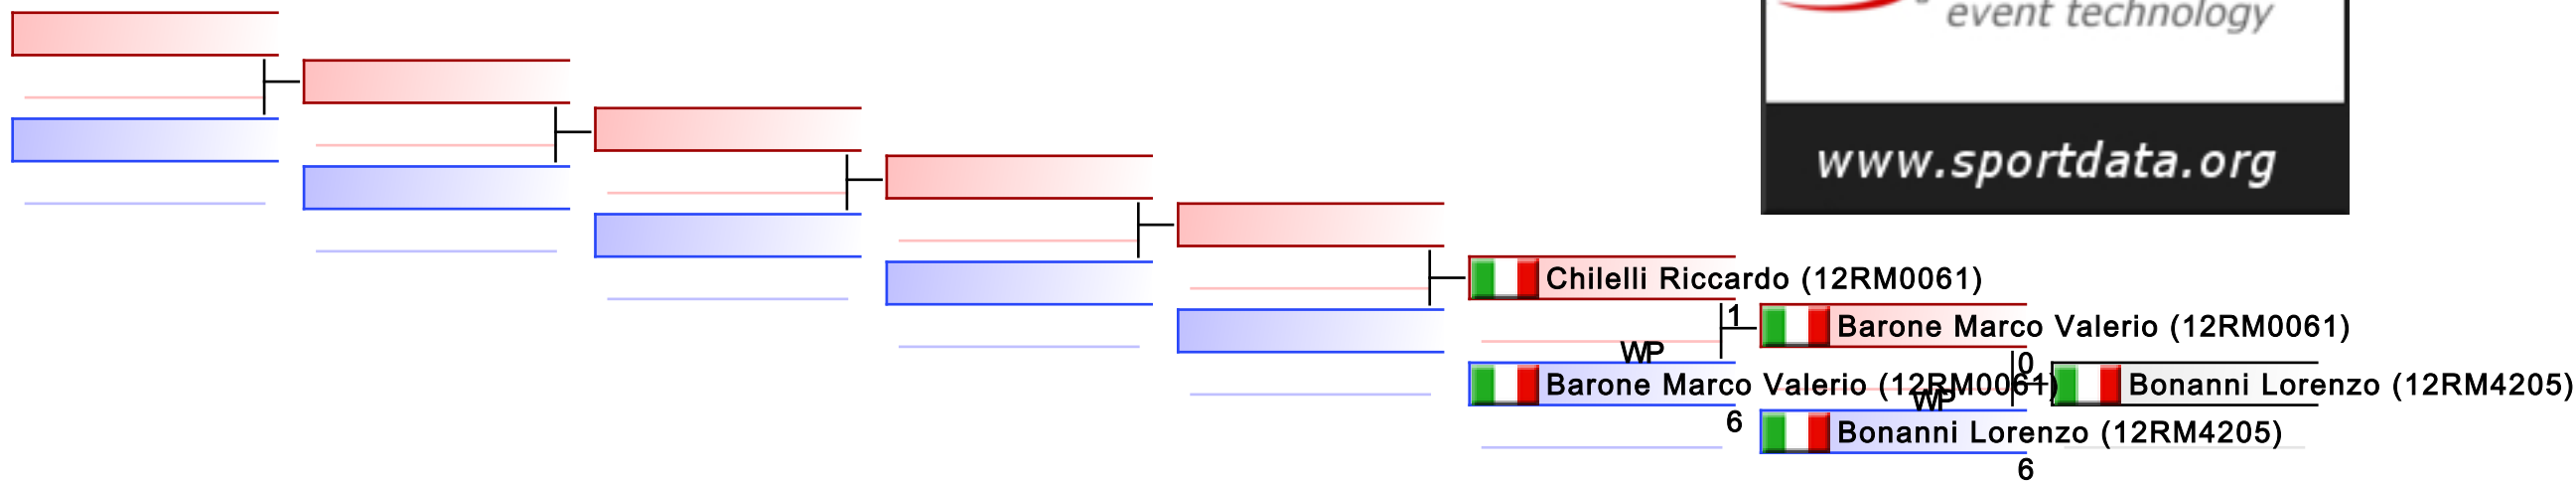 event technology
www.sportdata.org
Chilelli Riccardo (12RM0061)
1
Barone Marco Valerio (12RM0061)
WP
0
Barone Marco Valerio (12RM0061)
Bonanni Lorenzo (12RM4205)
WP
6
Bonanni Lorenzo (12RM4205)
6